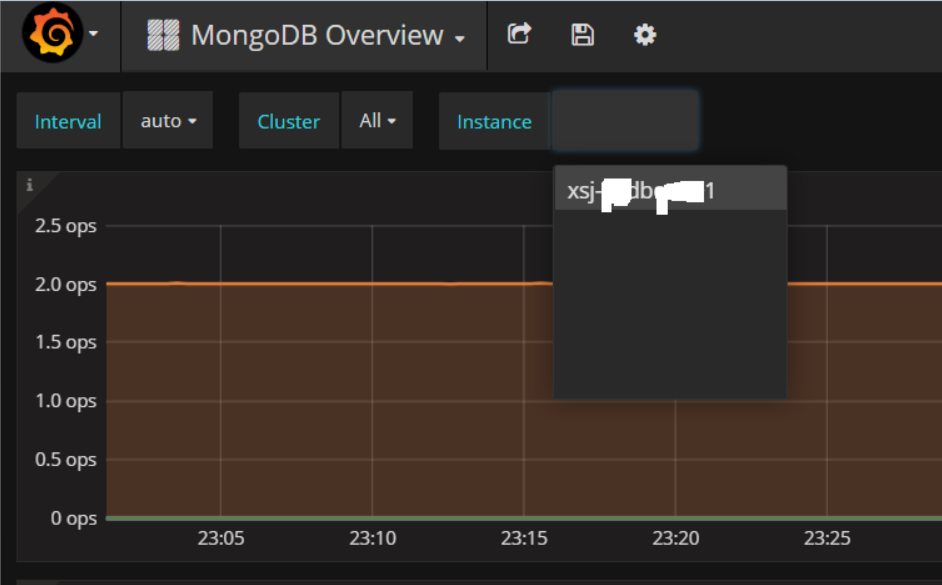 MongoDB Overview
Interval auto Cluster All Instance
i
2.5 ops
2.0 ops
1.5 ops
1.0 ops
0.5 ops
0 ops
23:05 23:10 23:15 23:20 23:25